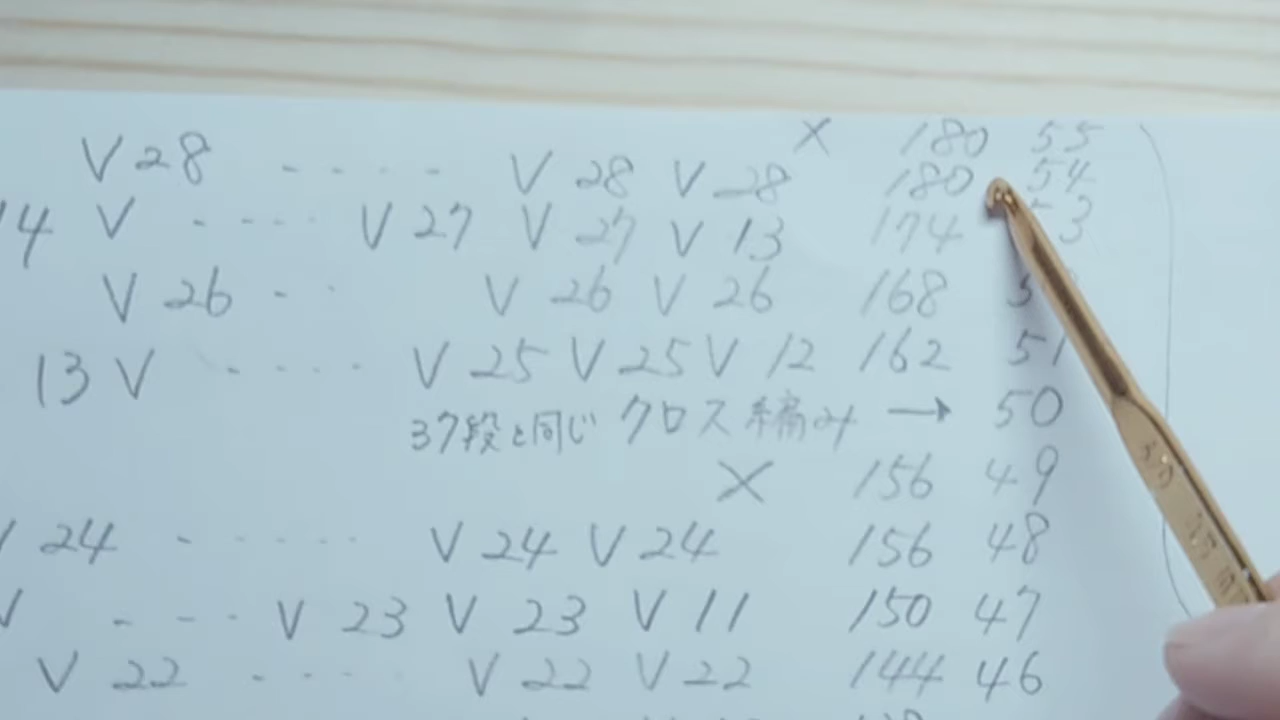 X 180 55
V 28 ---- V 28 V 28 180 54
14 V ---- V 27 V 27 V 13 174 53
V 26 --- V 26 V 26 168
13 V ---- V 25 V 25 V 12 162 51
37段と同じ クロス編み → 50
X 156 49
V 24 ----- V 24 V 24 156 48
V ---- V 23 V 23 V 11 150 47
V 22 ---- V 22 V 22 144 46